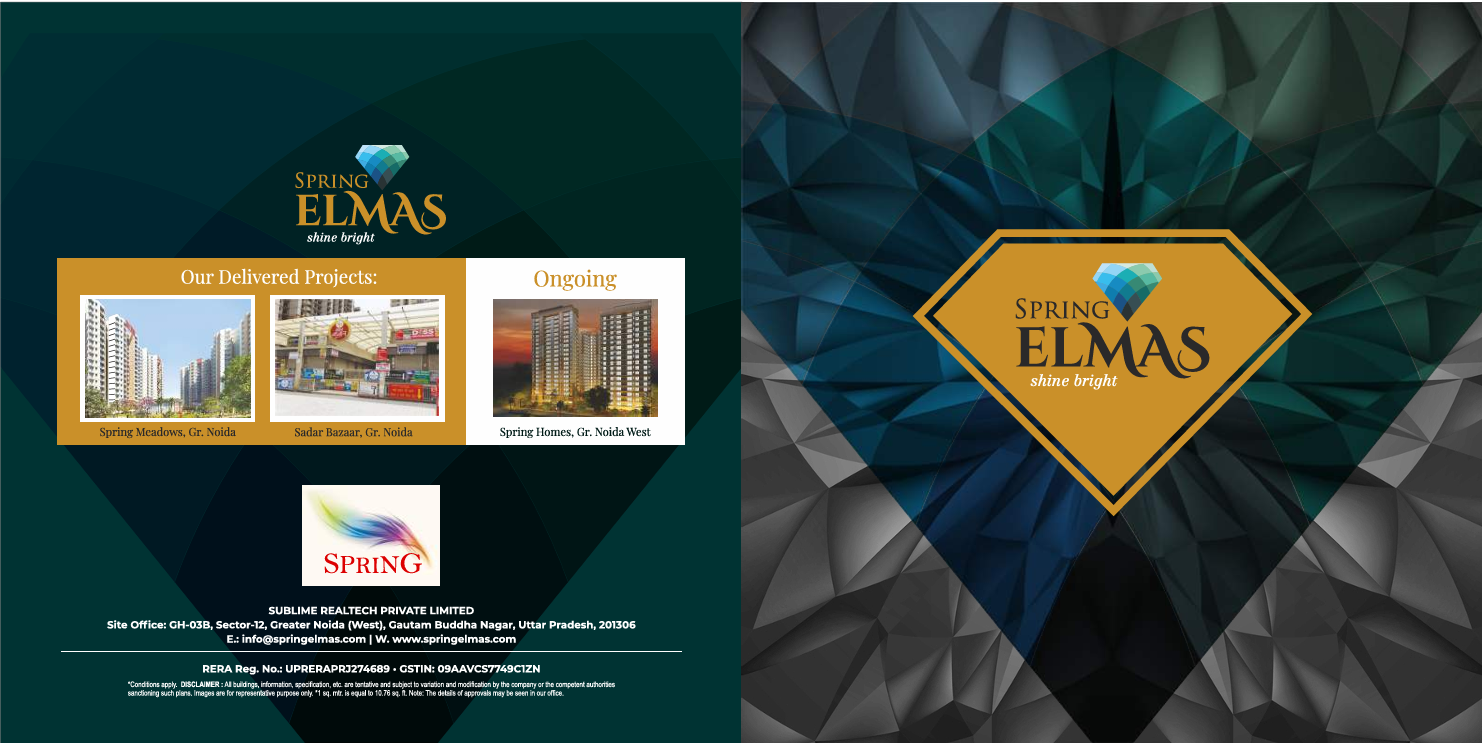 SPRING
ELMAS
shine bright
Our Delivered Projects:
Ongoing
Spring Meadows, Gr. Noida
Sadar Bazaar, Gr. Noida
Spring Homes, Gr. Noida West
SPRING
SUBLIME REALTECH PRIVATE LIMITED
Site Office: GH-03B, Sector-12, Greater Noida (West), Gautam Buddha Nagar, Uttar Pradesh, 201306
E.: info@springelmas.com | W. www.springelmas.com
RERA Reg. No.: UPRERAPRJ274689 • GSTIN: 09AAVCS7749C1ZN
*Conditions apply. DISCLAIMER : All buildings, information, specification, etc. are tentative and subject to variation and modification by the company or the competent authorities
sanctioning such plans. Images are for representative purpose only. *1 sq. mtr. is equal to 10.76 sq. ft. Note: The details of approvals may be seen in our office.
SPRING
ELMAS
shine bright